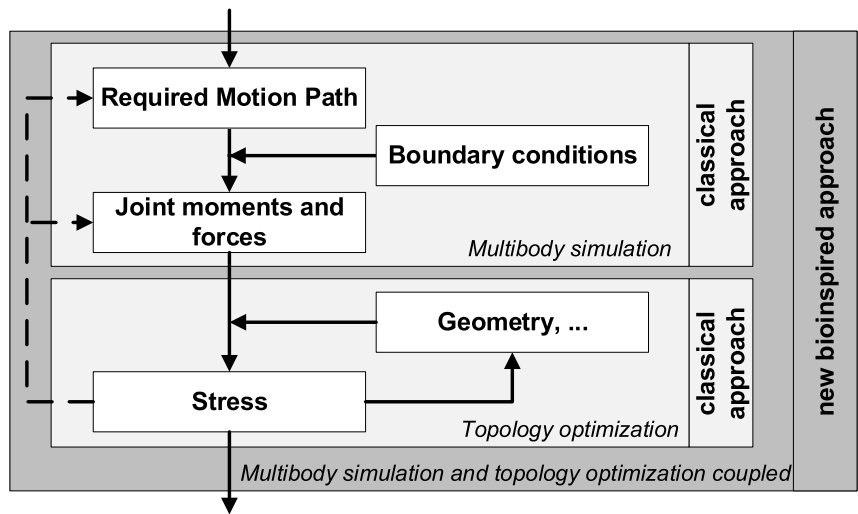 Required Motion Path
Boundary conditions
Joint moments and
forces
Multibody simulation
classical
approach
Geometry, ...
Stress
Topology optimization
classical
approach
Multibody simulation and topology optimization coupled
new bioinspired approach